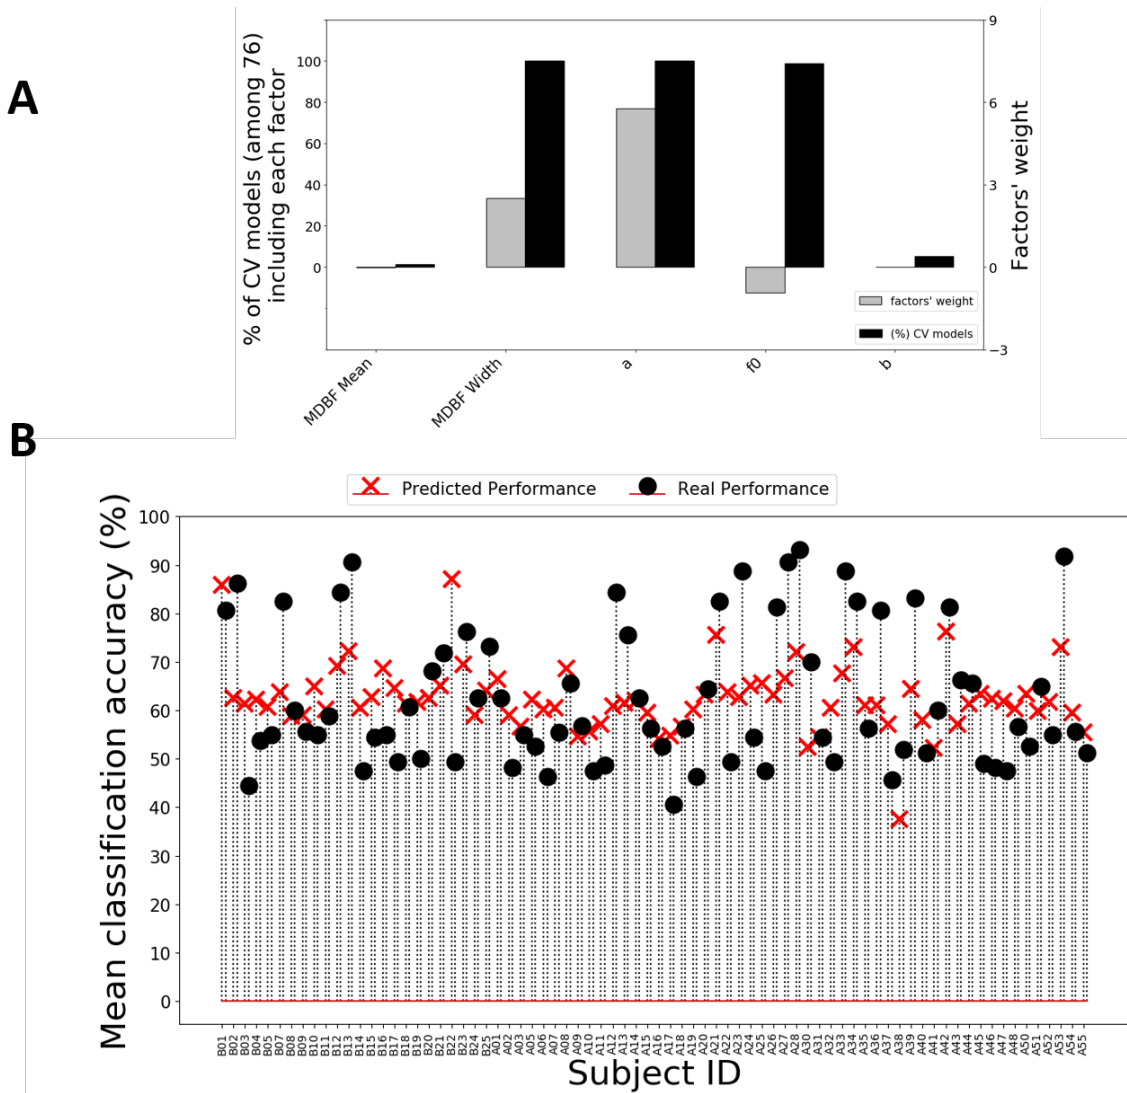 A
% of CV models (among 76)
including each factor
100
80
60
40
20
0
9
6
3
0
−3
Factors' weight
factors' weight
(%) CV models
MDBF Mean
MDBF Width
a
f0
b
B
Predicted Performance
Real Performance
Mean classification accuracy (%)
100
90
80
70
60
50
40
30
20
10
0
B01
B02
B03
B04
B05
B07
B08
B09
B10
B11
B12
B13
B14
B15
B16
B17
B18
B19
B20
B21
B22
B23
B24
B25
A01
A02
A03
A05
A06
A07
A08
A09
A10
A11
A12
A13
A14
A15
A16
A17
A18
A19
A20
A21
A22
A23
A24
A25
A26
A27
A28
A30
A31
A32
A33
A34
A35
A36
A37
A38
A39
A40
A41
A42
A43
A44
A45
A46
A47
A48
A50
A51
A52
A53
A54
A55
Subject ID